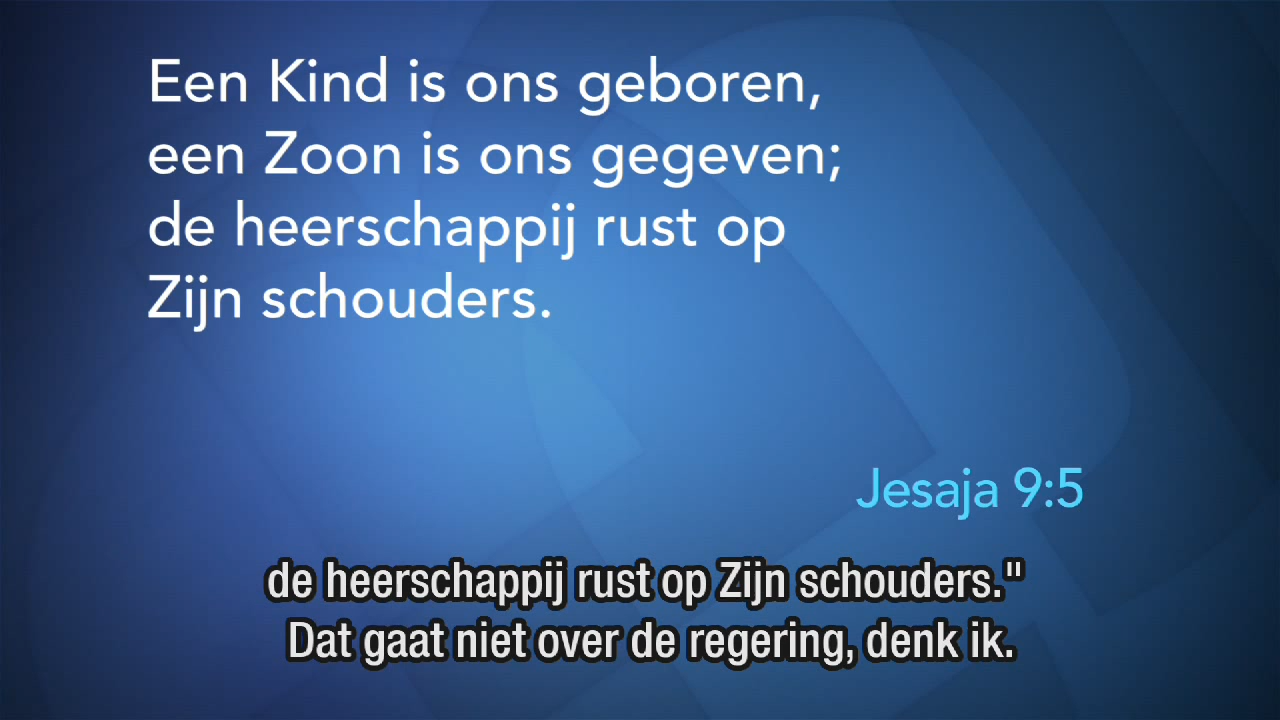 Een Kind is ons geboren,
een Zoon is ons gegeven;
de heerschappij rust op
Zijn schouders.
Jesaja 9:5
de heerschappij rust op Zijn schouders."
Dat gaat niet over de regering, denk ik.